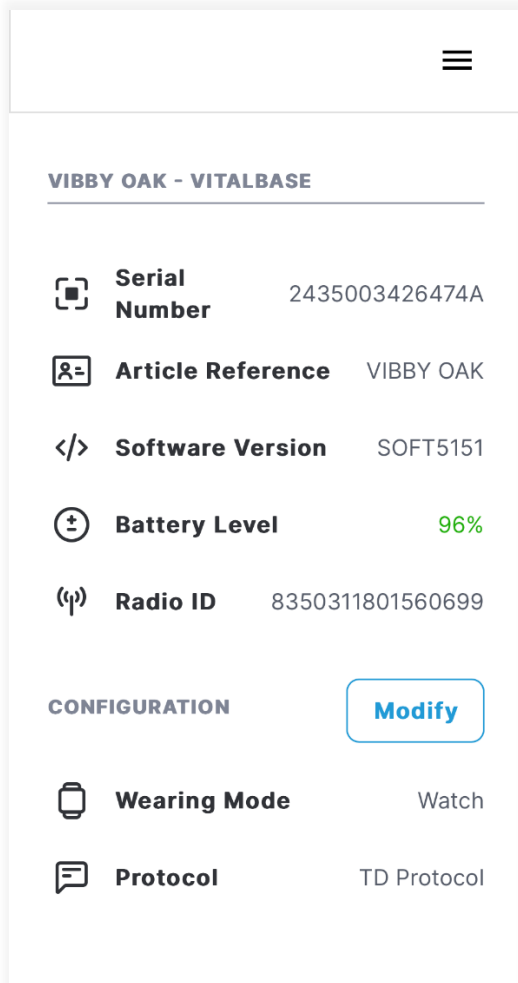 VIBBY OAK - VITALBASE
Serial Number 2435003426474A
Article Reference VIBBY OAK
Software Version SOFT5151
Battery Level 96%
Radio ID 8350311801560699
CONFIGURATION Modify
Wearing Mode Watch
Protocol TD Protocol